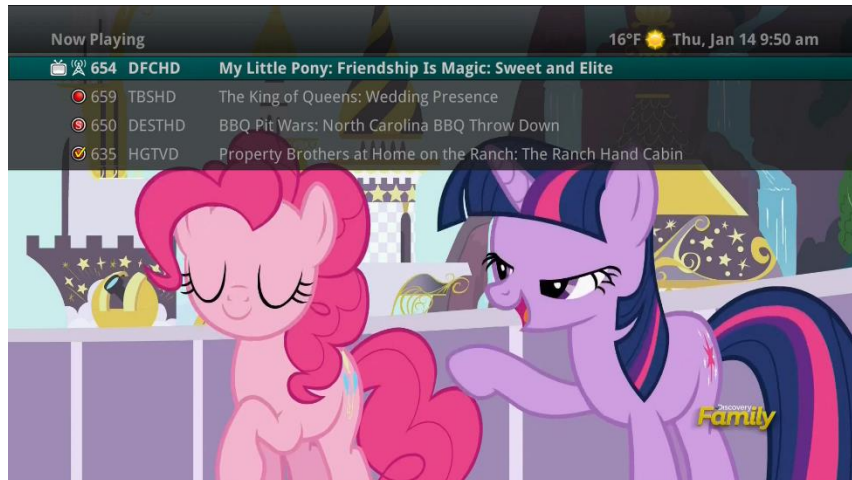 Now Playing 16°F Thu, Jan 14 9:50 am
654 DFCHD My Little Pony: Friendship Is Magic: Sweet and Elite
659 TBSHD The King of Queens: Wedding Presence
S 650 DESTHD BBQ Pit Wars: North Carolina BBQ Throw Down
635 HGTVD Property Brothers at Home on the Ranch: The Ranch Hand Cabin
Discovery
Family